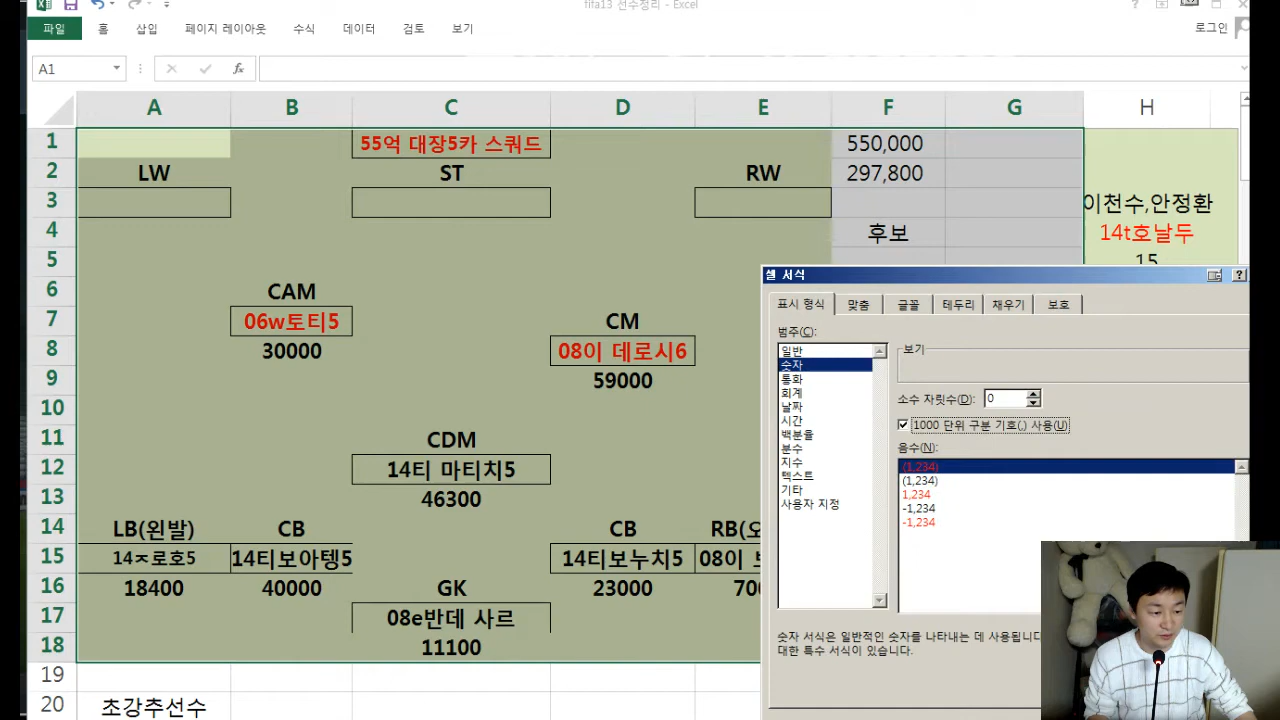 fifa13 선수정리 - Excel
파일 홈 삽입 페이지 레이아웃 수식 데이터 검토 보기 로그인
A1 fx
A B C D E F G H
1 55억 대장5카 스쿼드 550,000
2 LW ST RW 297,800
3 이천수,안정환
4 후보 14t호날두
5 15
6 CAM
7 06w토티5 CM
8 30000 08이 데로시6
9 59000
10
11 CDM
12 14티 마티치5
13 46300
14 LB(왼발) CB CB RB(오
15 14ㅈ로호5 14티보아텡5 14티보누치5 08이
16 18400 40000 GK 23000 700
17 08e반데 사르
18 11100
19
20 초강추선수
셀 서식
표시 형식 맞춤 글꼴 테두리 채우기 보호
범주(C):
일반
숫자
통화
회계
날짜
시간
백분율
분수
지수
텍스트
기타
사용자 지정
보기
소수 자릿수(D): 0
1000 단위 구분 기호(,) 사용(U)
음수(N):
(1,234)
(1,234)
1,234
-1,234
-1,234
숫자 서식은 일반적인 숫자를 나타내는 데 사용됩니다
대한 특수 서식이 있습니다.